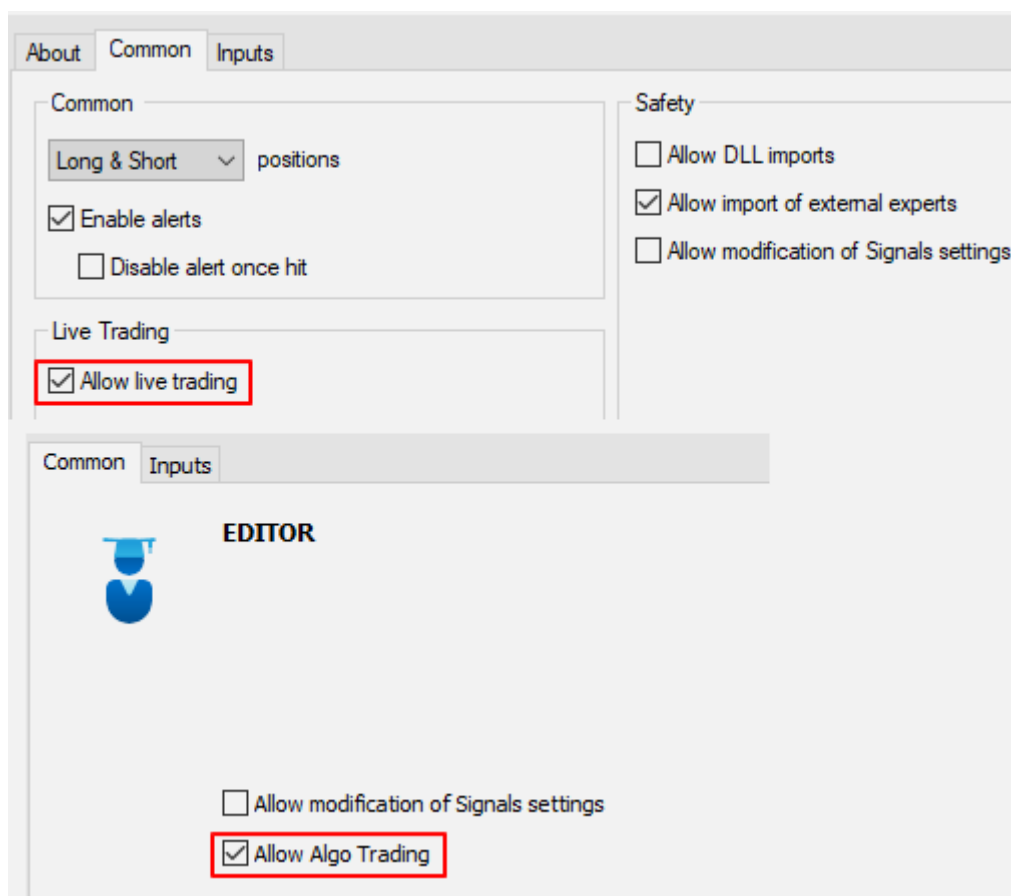 About Common Inputs
Common
Long & Short positions
Enable alerts
Disable alert once hit
Live Trading
Allow live trading
Safety
Allow DLL imports
Allow import of external experts
Allow modification of Signals settings
Common Inputs
EDITOR
Allow modification of Signals settings
Allow Algo Trading